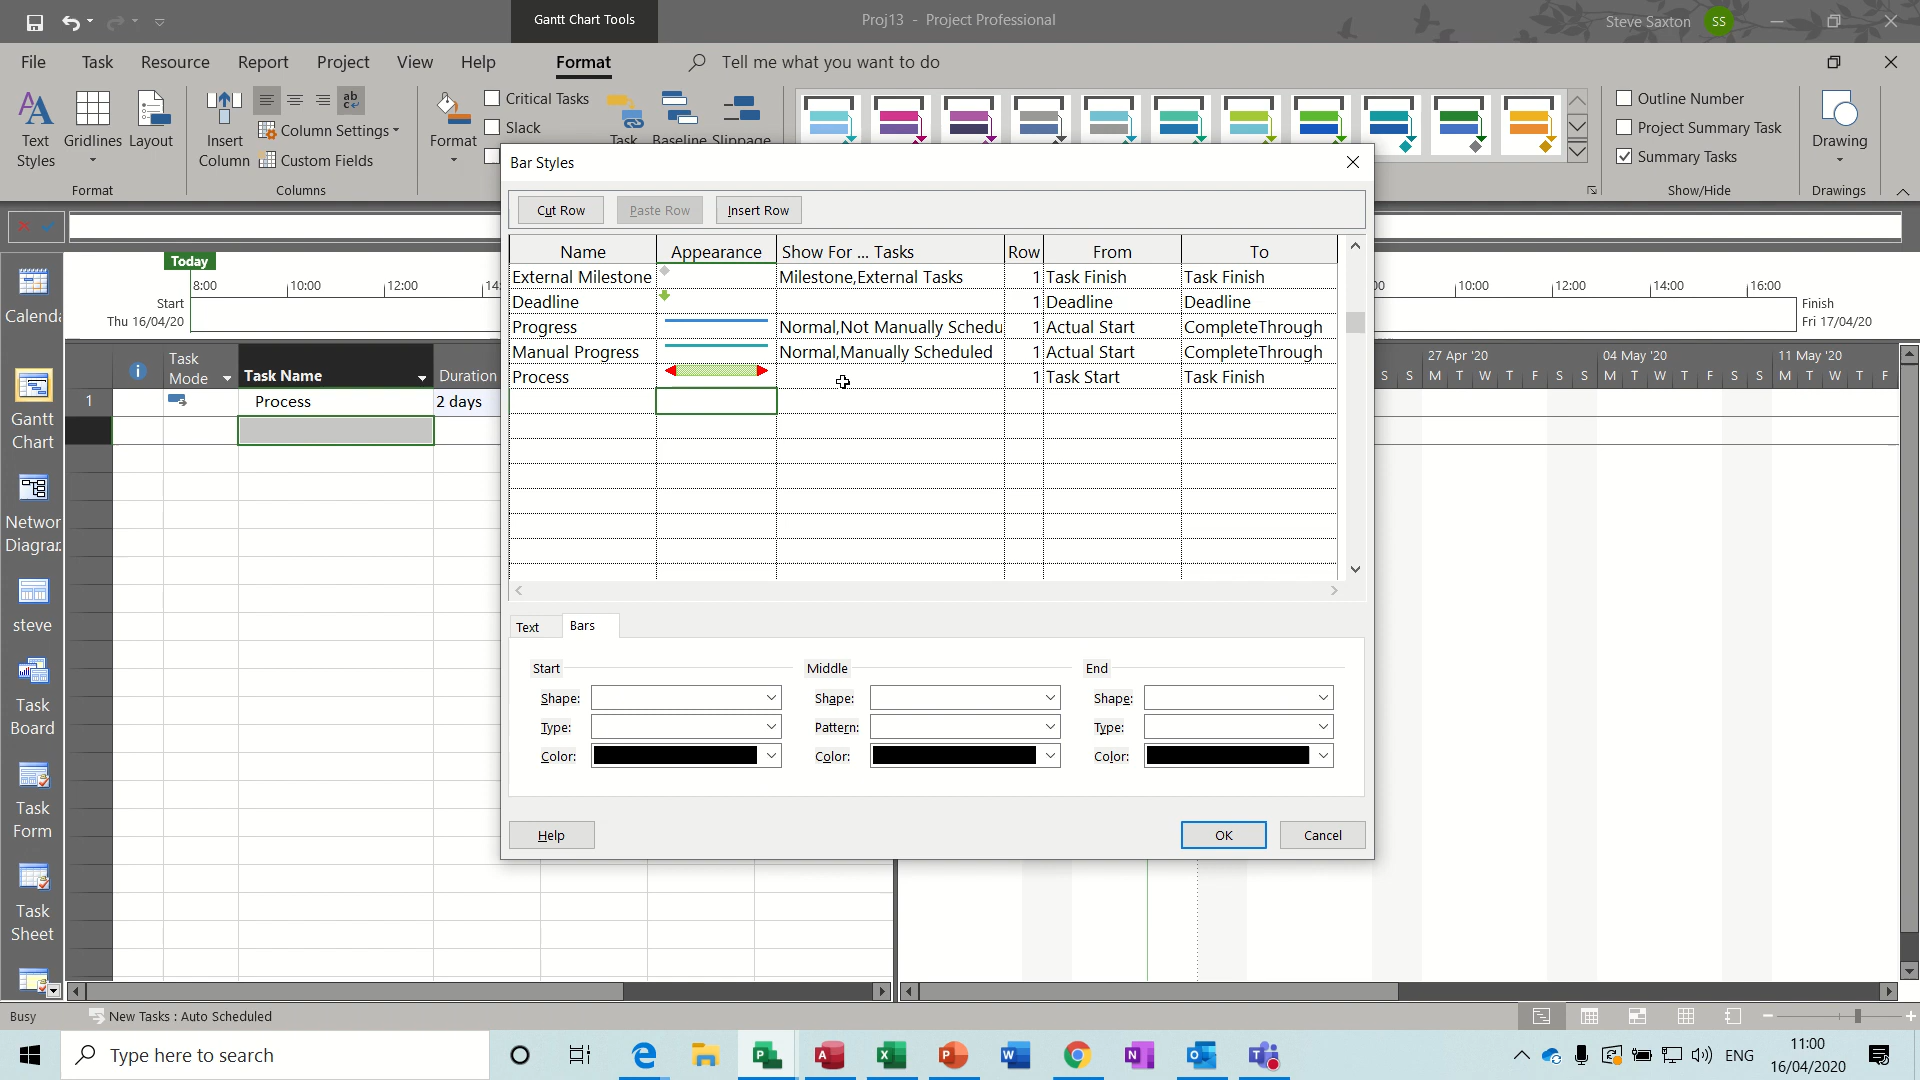 Gantt Chart Tools
Proj13 - Project Professional
Steve Saxton SS
File Task Resource Report Project View Help Format Tell me what you want to do
Text Styles
Gridlines
Layout
Format
Insert Column
ab
Column Settings
Custom Fields
Columns
Format
Critical Tasks
Slack
Task
Baseline
Slippage
Outline Number
Project Summary Task
Summary Tasks
Show/Hide
Drawing
Drawings
Bar Styles
Cut Row Paste Row Insert Row
Name Appearance Show For ... Tasks Row From To
External Milestone Milestone,External Tasks 1 Task Finish Task Finish
Deadline 1 Deadline Deadline
Progress Normal,Not Manually Schedu 1 Actual Start CompleteThrough
Manual Progress Normal,Manually Scheduled 1 Actual Start CompleteThrough
Process 1 Task Start Task Finish
Text Bars
Start Middle End
Shape: Shape: Shape:
Type: Pattern: Type:
Color: Color: Color:
Help OK Cancel
Today
8:00 10:00 12:00 14:
Start
Thu 16/04/20
00 10:00 12:00 14:00 16:00
Finish
Fri 17/04/20
Task Mode Task Name Duration
1 Process 2 days
27 Apr '20 04 May '20 11 May '20
S S M T W T F S S M T W T F S S M T W T F
Calenda
Gantt Chart
Networ
Diagrar
steve
Task Board
Task Form
Task Sheet
Busy New Tasks : Auto Scheduled
Type here to search
ENG
11:00
16/04/2020